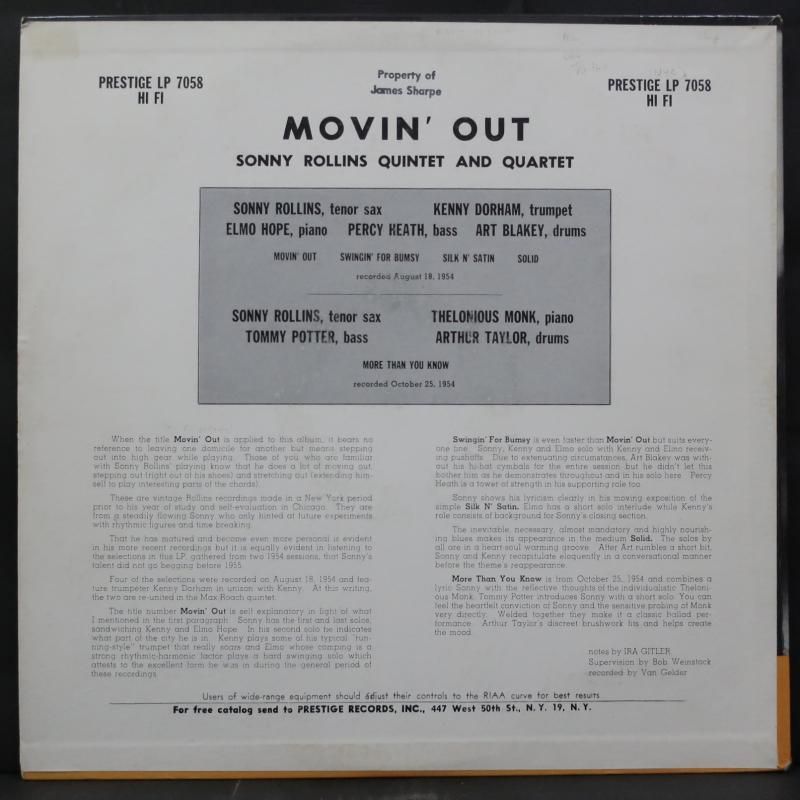 PRESTIGE LP 7058
HI FI
Property of
James Sharpe
PRESTIGE LP 7058
HI FI
MOVIN' OUT
SONNY ROLLINS QUINTET AND QUARTET
SONNY ROLLINS, tenor sax KENNY DORHAM, trumpet
ELMO HOPE, piano PERCY HEATH, bass ART BLAKEY, drums
MOVIN' OUT SWINGIN' FOR BUMSY SILK N' SATIN SOLID
recorded August 18, 1954
SONNY ROLLINS, tenor sax THELONIOUS MONK, piano
TOMMY POTTER, bass ARTHUR TAYLOR, drums
MORE THAN YOU KNOW
recorded October 25, 1954
When the title Movin' Out is applied to this album, it bears no
reference to leaving one domicile for another but means stepping
out into high gear while playing. Those of you who are familiar
with Sonny Rollins' playing know that he does a lot of moving out,
stepping out (right out of his shoes) and stretching out (extending him-
self to play interesting parts of the chords).
These are vintage Rollins recordings made in a New York period
prior to his year of study and self-evaluation in Chicago. They are
from a steadily flowing Sonny who only hinted at future experiments
with rhythmic figures and time breaking.
That he has matured and become even more personal is evident
in his more recent recordings but it is equally evident in listening to
the selections in this LP, gathered from two 1954 sessions, that Sonny's
talent did not go begging before 1955.
Four of the selections were recorded on August 18, 1954 and fea-
ture trumpeter Kenny Dorham in unison with Kenny. At this writing,
the two are re-united in the Max Roach quintet.
The title number Movin' Out is self explanatory in light of what
I mentioned in the first paragraph. Sonny has the first and last solos,
sandwiching Kenny and Elmo Hope. In his second solo he indicates
what part of the city he is in. Kenny plays some of his typical "run-
ning-style" trumpet that really soars and Elmo whose comping is a
strong rhythmic-harmonic factor plays a hard swinging solo which
attests to the excellent form he was in during the general period of
these recordings.
Swingin' For Bumsy is even faster than Movin' Out but suits every-
one fine. Sonny, Kenny and Elmo solo with Kenny and Elmo receiv-
ing pushoffs. Due to extenuating circumstances, Art Blakey was with-
out his hi-hat cymbals for the entire session but he didn't let this
bother him as he demonstrates throughout and in his solo here. Percy
Heath is a tower of strength in his supporting role too.
Sonny shows his lyricism clearly in his moving exposition of the
simple Silk N' Satin. Elmo has a short solo interlude while Kenny's
role consists of background for Sonny's closing section.
The inevitable, necessary, almost mandatory and highly nourish-
ing blues makes its appearance in the medium Solid. The solos by
all are in a heart-soul warming groove. After Art rumbles a short bit,
Sonny and Kenny recapitulate eloquently in a conversational manner
before the theme's reappearance.
More Than You Know is from October 25, 1954 and combines a
lyric Sonny with the reflective thoughts of the individualistic Theloni-
ous Monk. Tommy Potter introduces Sonny with a short solo. You can
feel the heartfelt conviction of Sonny and the sensitive probing of Monk
very directly. Welded together they make it a classic ballad per-
formance. Arthur Taylor's discreet brushwork fits and helps create
the mood.
notes by IRA GITLER
Supervision by Bob Weinstock
recorded by Van Gelder
Users of wide-range equipment should adjust their controls to the RIAA curve for best results
For free catalog send to PRESTIGE RECORDS, INC., 447 West 50th St., N. Y. 19, N. Y.